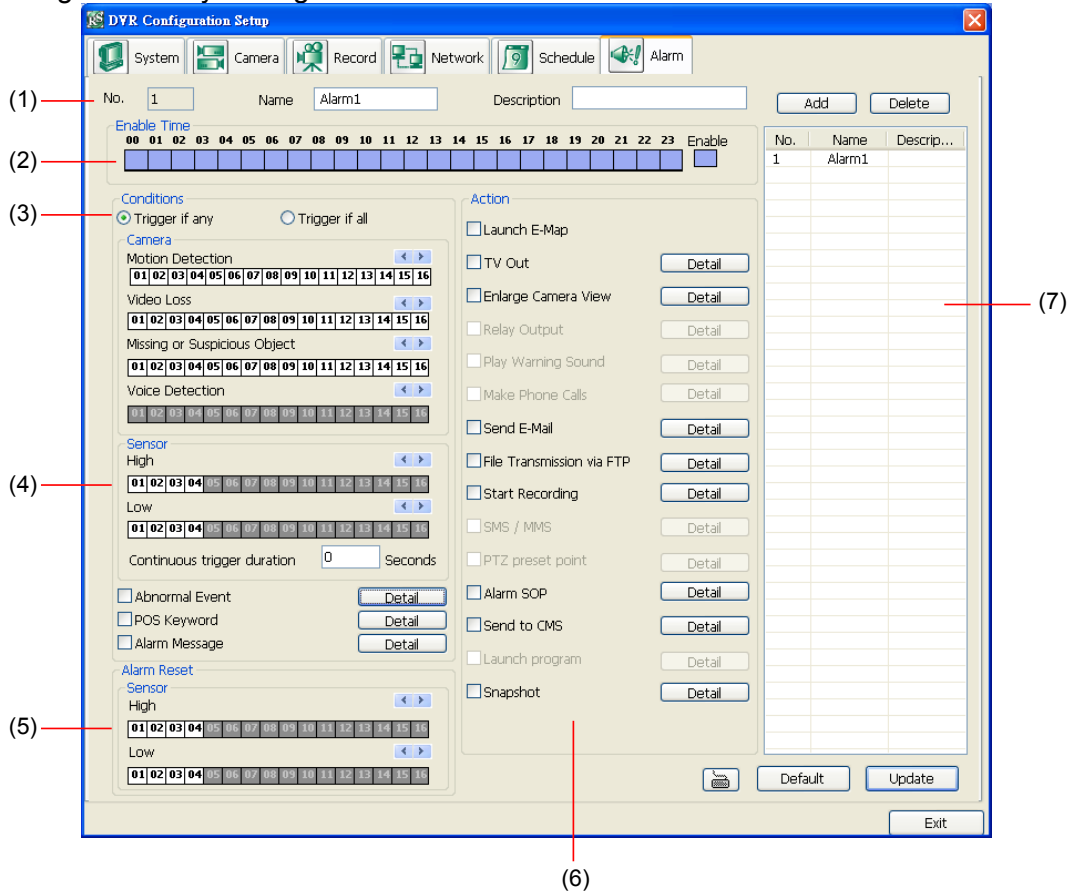 DVR Configuration Setup
System Camera Record Network Schedule Alarm
(1) No. 1 Name Alarm1 Description Add Delete
Enable Time
00 01 02 03 04 05 06 07 08 09 10 11 12 13 14 15 16 17 18 19 20 21 22 23 Enable
(2)
No. Name Descrip...
1 Alarm1
Conditions
(3) Trigger if any Trigger if all
Camera
Motion Detection
01 02 03 04 05 06 07 08 09 10 11 12 13 14 15 16
Video Loss
01 02 03 04 05 06 07 08 09 10 11 12 13 14 15 16
Missing or Suspicious Object
01 02 03 04 05 06 07 08 09 10 11 12 13 14 15 16
Voice Detection
01 02 03 04 05 06 07 08 09 10 11 12 13 14 15 16
Sensor
High
(4) 01 02 03 04 05 06 07 08 09 10 11 12 13 14 15 16
Low
01 02 03 04 05 06 07 08 09 10 11 12 13 14 15 16
Continuous trigger duration 0 Seconds
Abnormal Event Detail
POS Keyword Detail
Alarm Message Detail
Alarm Reset
Sensor
High
(5) 01 02 03 04 05 06 07 08 09 10 11 12 13 14 15 16
Low
01 02 03 04 05 06 07 08 09 10 11 12 13 14 15 16
Action
Launch E-Map
TV Out Detail
Enlarge Camera View Detail
Relay Output Detail
Play Warning Sound Detail
Make Phone Calls Detail
Send E-Mail Detail
File Transmission via FTP Detail
Start Recording Detail
SMS / MMS Detail
PTZ preset point Detail
Alarm SOP Detail
Send to CMS Detail
Launch program Detail
Snapshot Detail
(7)
Default Update
Exit
(6)